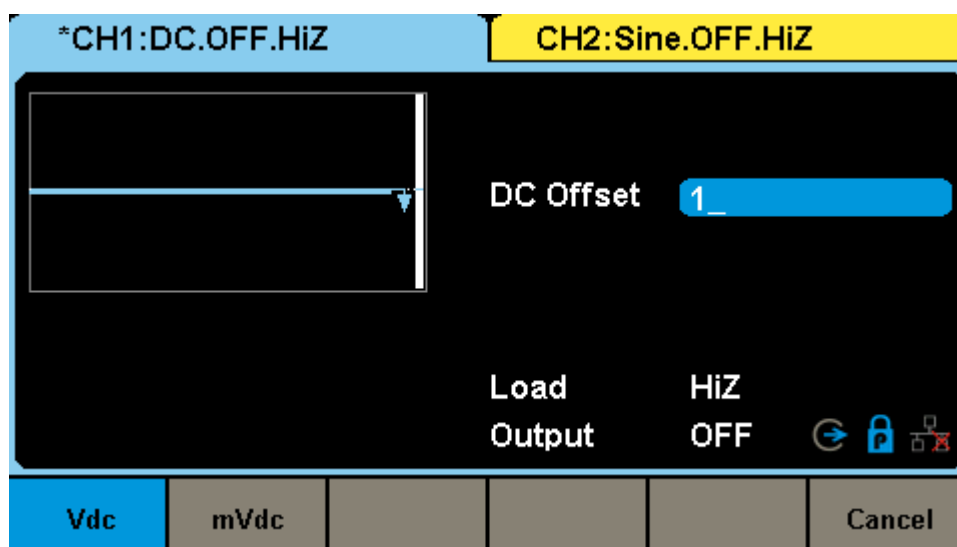 *CH1:DC.OFF.HiZ CH2:Sine.OFF.HiZ
DC Offset 1_
Load HiZ
Output OFF P
Vdc mVdc Cancel